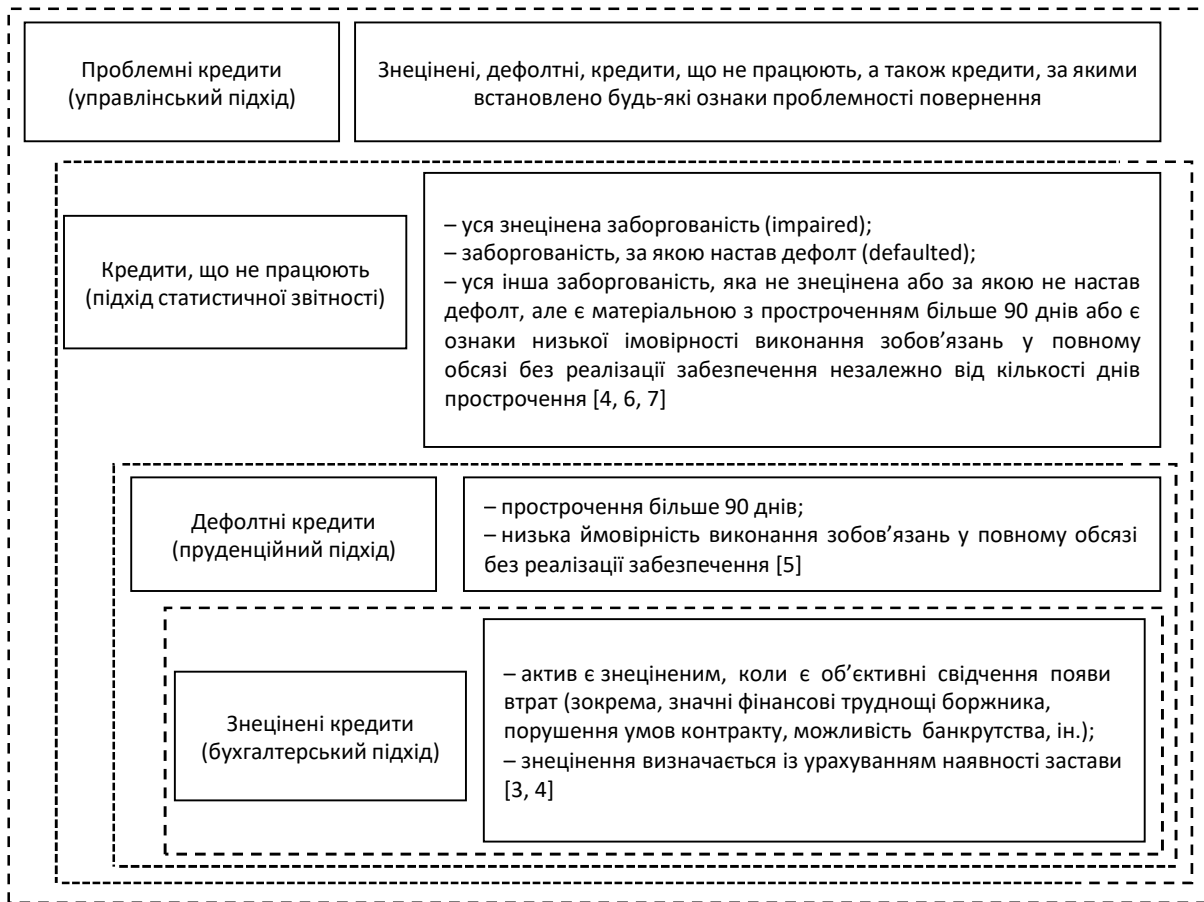 Проблемні кредити
(управлінський підхід)
Знецінені, дефолтні, кредити, що не працюють, а також кредити, за якими
встановлено будь-які ознаки проблемності повернення
Кредити, що не працюють
(підхід статистичної звітності)
– уся знецінена заборгованість (impaired);
– заборгованість, за якою настав дефолт (defaulted);
– уся інша заборгованість, яка не знецінена або за якою не настав
дефолт, але є матеріальною з простроченням більше 90 днів або є
ознаки низької імовірності виконання зобов’язань у повному
обсязі без реалізації забезпечення незалежно від кількості днів
прострочення [4, 6, 7]
Дефолтні кредити
(пруденційний підхід)
– прострочення більше 90 днів;
– низька ймовірність виконання зобов’язань у повному обсязі
без реалізації забезпечення [5]
Знецінені кредити
(бухгалтерський підхід)
– актив є знеціненим, коли є об’єктивні свідчення появи
втрат (зокрема, значні фінансові труднощі боржника,
порушення умов контракту, можливість банкрутства, ін.);
– знецінення визначається із урахуванням наявності застави
[3, 4]